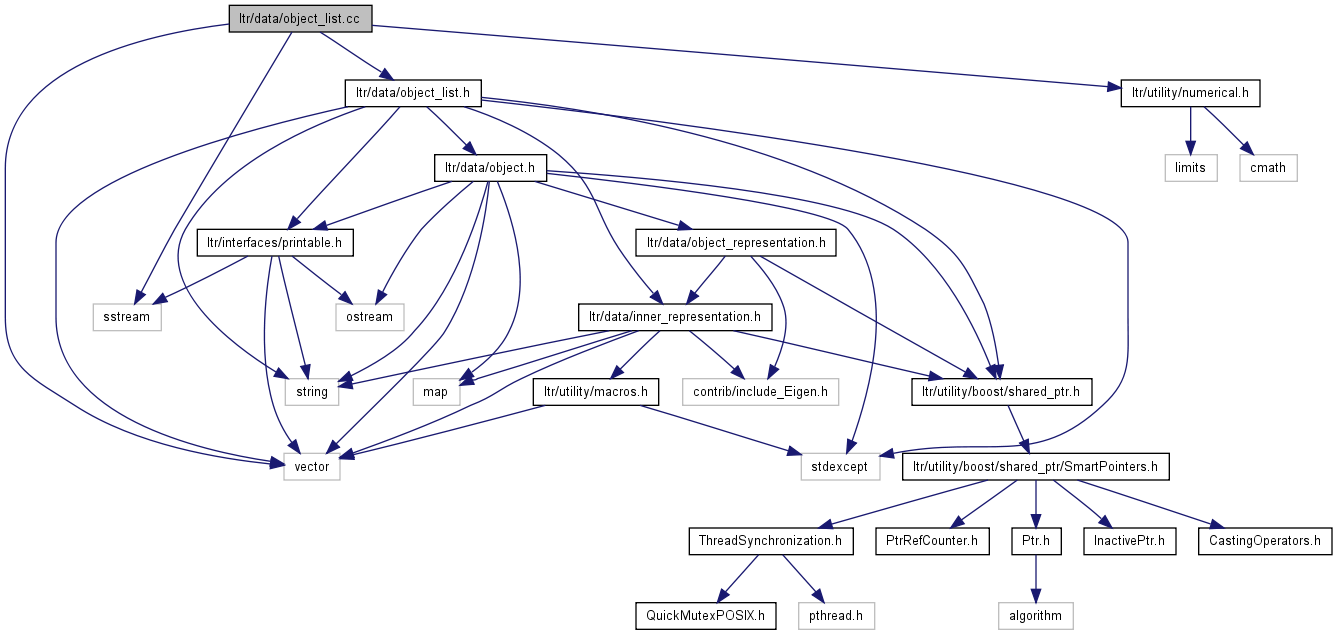 ltr/data/object_list.cc
ltr/data/object_list.h
ltr/utility/numerical.h
ltr/data/object.h
limits
cmath
ltr/interfaces/printable.h
ltr/data/object_representation.h
sstream
ostream
ltr/data/inner_representation.h
string
map
ltr/utility/macros.h
contrib/include_Eigen.h
ltr/utility/boost/shared_ptr.h
vector
stdexcept
ltr/utility/boost/shared_ptr/SmartPointers.h
ThreadSynchronization.h
PtrRefCounter.h
Ptr.h
InactivePtr.h
CastingOperators.h
QuickMutexPOSIX.h
pthread.h
algorithm